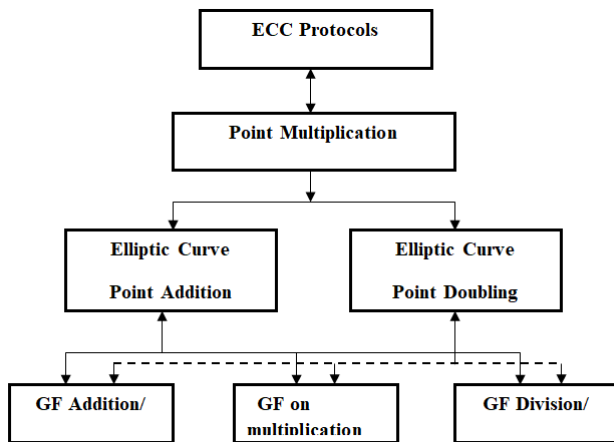 ECC Protocols
Point Multiplication
Elliptic Curve
Point Addition
Elliptic Curve
Point Doubling
GF Addition/
GF on
multiplication
GF Division/